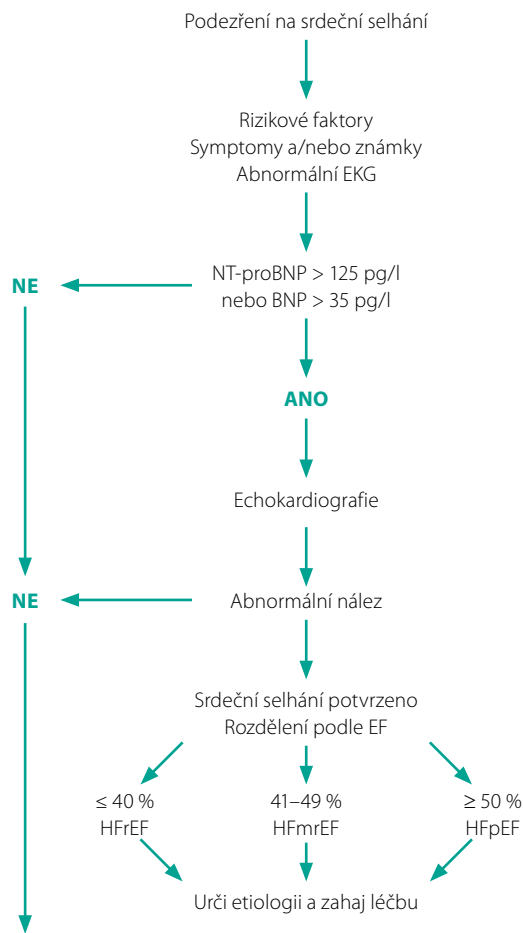 Podezření na srdeční selhání
Rizikové faktory
Symptomy a/nebo známky
Abnormální EKG
NE
NT-proBNP > 125 pg/l
nebo BNP > 35 pg/l
ANO
Echokardiografie
NE
Abnormální nález
Srdeční selhání potvrzeno
Rozdělení podle EF
≤ 40 %
HFrEF
41–49 %
HFmrEF
≥ 50 %
HFpEF
Urči etiologii a zahaj léčbu